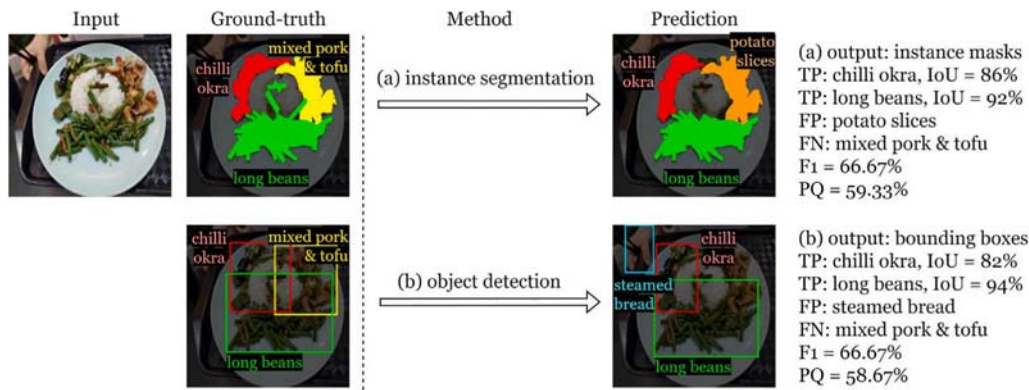 Input Ground-truth Method Prediction
chilli
okra
mixed pork
& tofu
long beans
(a) instance segmentation
chilli
okra
potato
slices
long beans
(a) output: instance masks
TP: chilli okra, IoU = 86%
TP: long beans, IoU = 92%
FP: potato slices
FN: mixed pork & tofu
F1 = 66.67%
PQ = 59.33%
chilli
okra
mixed pork
& tofu
long beans
(b) object detection
chilli
okra
steamed
bread
long beans
(b) output: bounding boxes
TP: chilli okra, IoU = 82%
TP: long beans, IoU = 94%
FP: steamed bread
FN: mixed pork & tofu
F1 = 66.67%
PQ = 58.67%